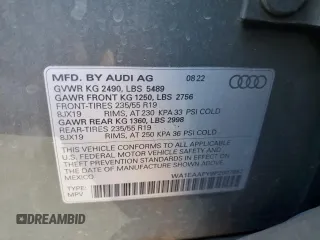 MFD. BY AUDI AG 08 22
GVWR KG 2490, LBS 5489
GAWR FRONT KG 1250, LBS 2756
FRONT-TIRES 235/55 R19
8JX19 RIMS, AT 230 KPA/33 PSI COLD
GAWR REAR KG 1360, LBS 2998
REAR-TIRES 235/55 R19
8JX19 RIMS, AT 250 KPA/36 PSI COLD
THIS VEHICLE CONFORMS TO ALL APPLICABLE
FEDERAL MOTOR VEHICLE SAFETY STANDARDS
IN EFFECT ON THE DATE OF MANUFACTURE
SHOWN ABOVE.
TYPE:
MPV
MEXICO
DREAMBID